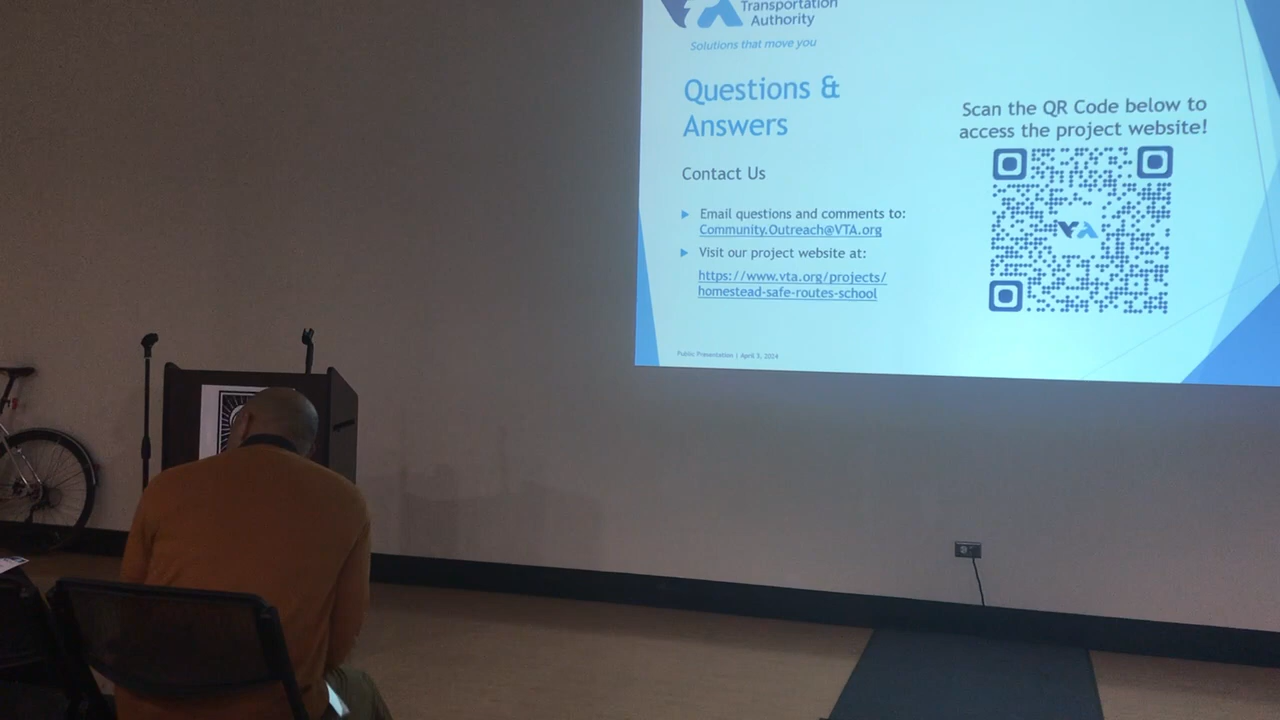 Transportation
Authority
Solutions that move you
Questions &
Answers
Contact Us
Email questions and comments to:
Community.Outreach@VTA.org
Visit our project website at:
https://www.vta.org/projects/
homestead-safe-routes-school
Public Presentation | April 3, 2024
Scan the QR Code below to
access the project website!
VTA